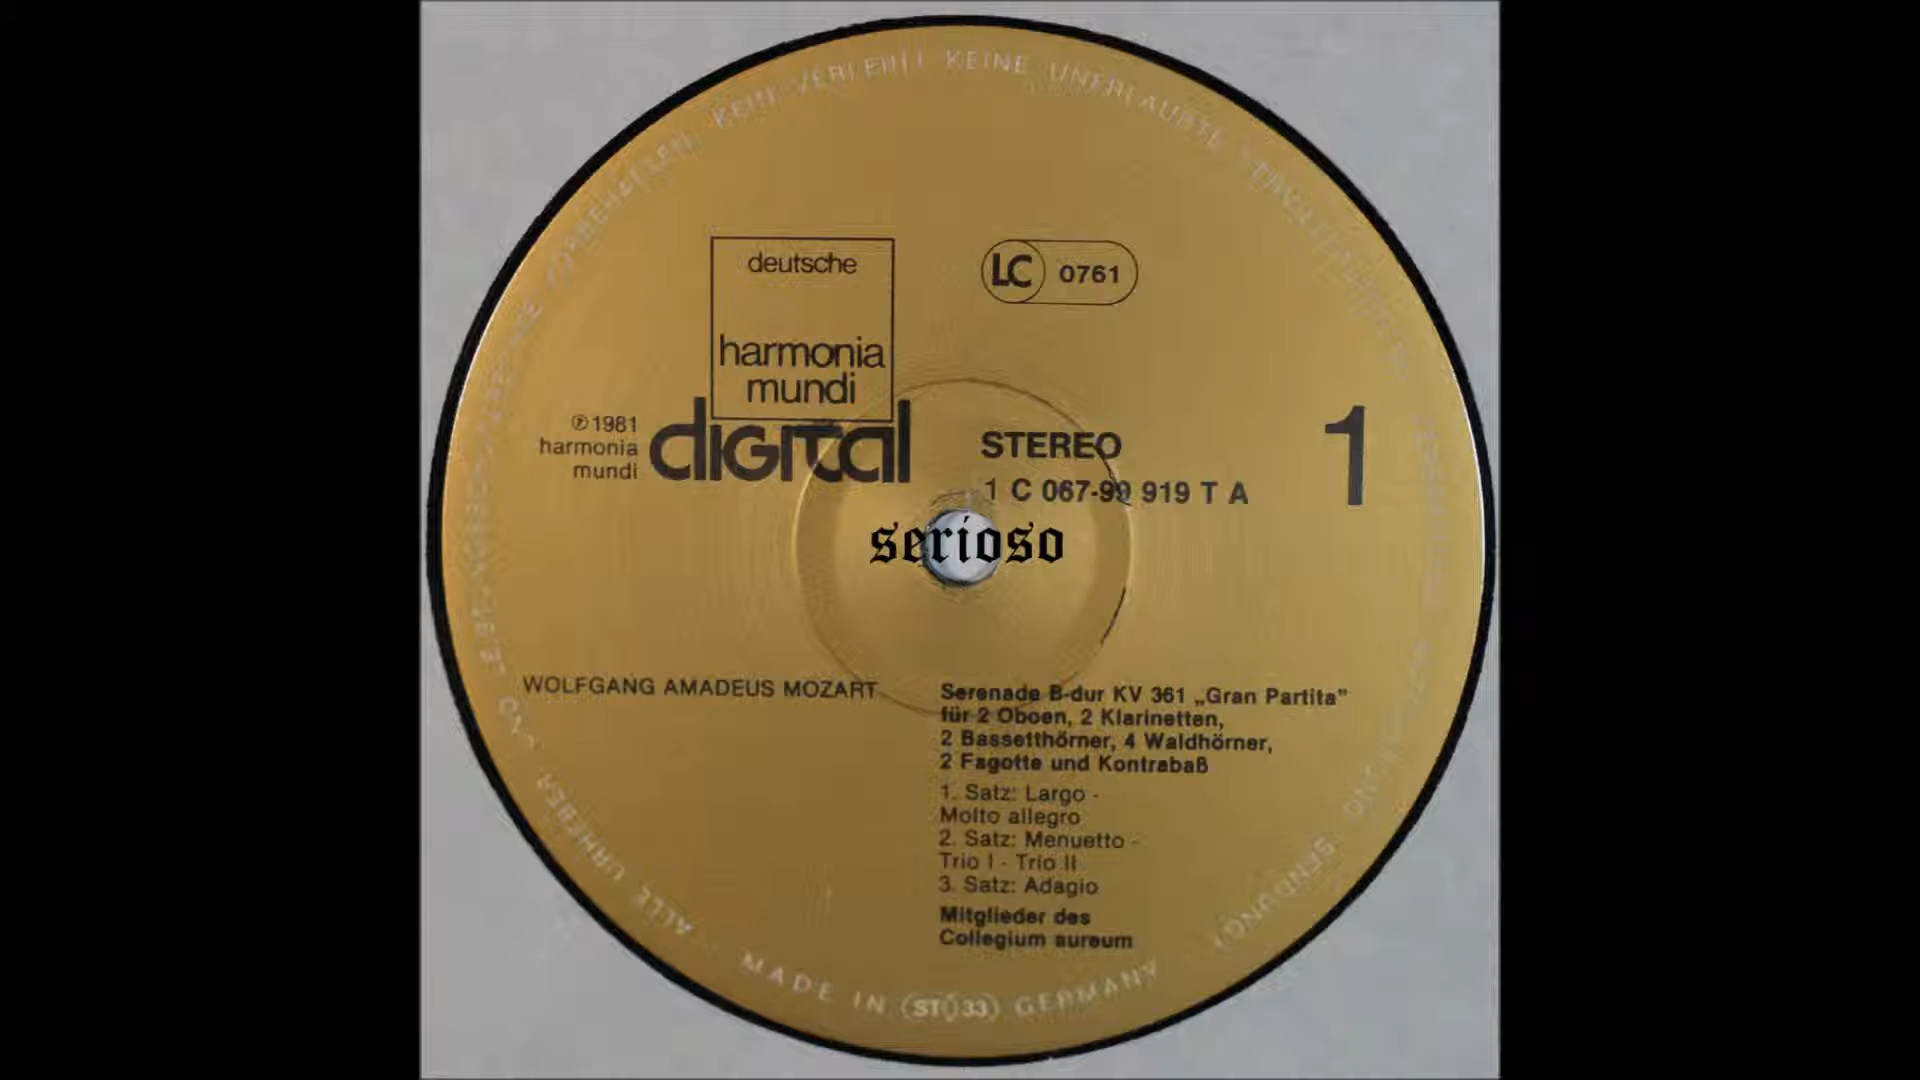 KEINE UNERLAUBTE
deutsche
harmonia
mundi
LC 0761
℗ 1981
harmonia
mundi
digital
STEREO
1 C 067-99 919 T A
1
serioso
WOLFGANG AMADEUS MOZART
Serenade B-dur KV 361 „Gran Partita”
für 2 Oboen, 2 Klarinetten,
2 Bassetthörner, 4 Waldhörner,
2 Fagotte und Kontrabaß
1. Satz: Largo -
Molto allegro
2. Satz: Menuetto -
Trio I - Trio II
3. Satz: Adagio
Mitglieder des
Collegium aureum
ALLE URHEBER
MADE IN GERMANY
ST 33